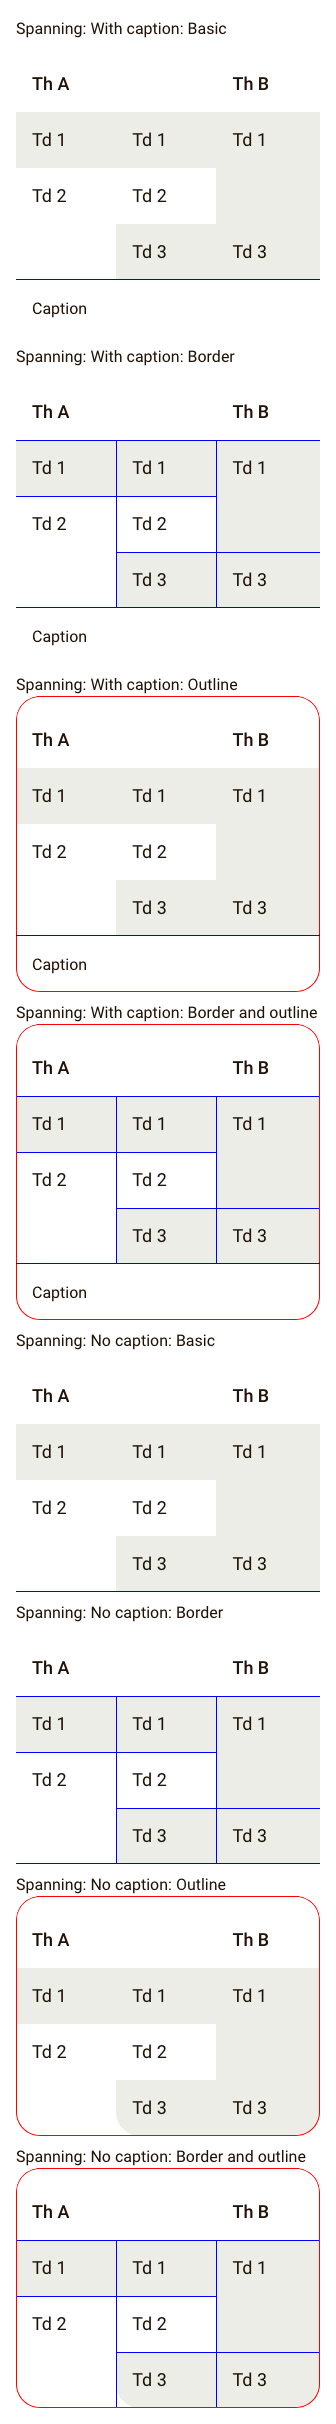 Spanning: With caption: Basic
Th A Th B
Td 1 Td 1 Td 1
Td 2 Td 2
Td 3 Td 3
Caption
Spanning: With caption: Border
Th A Th B
Td 1 Td 1 Td 1
Td 2 Td 2
Td 3 Td 3
Caption
Spanning: With caption: Outline
Th A Th B
Td 1 Td 1 Td 1
Td 2 Td 2
Td 3 Td 3
Caption
Spanning: With caption: Border and outline
Th A Th B
Td 1 Td 1 Td 1
Td 2 Td 2
Td 3 Td 3
Caption
Spanning: No caption: Basic
Th A Th B
Td 1 Td 1 Td 1
Td 2 Td 2
Td 3 Td 3
Spanning: No caption: Border
Th A Th B
Td 1 Td 1 Td 1
Td 2 Td 2
Td 3 Td 3
Spanning: No caption: Outline
Th A Th B
Td 1 Td 1 Td 1
Td 2 Td 2
Td 3 Td 3
Spanning: No caption: Border and outline
Th A Th B
Td 1 Td 1 Td 1
Td 2 Td 2
Td 3 Td 3